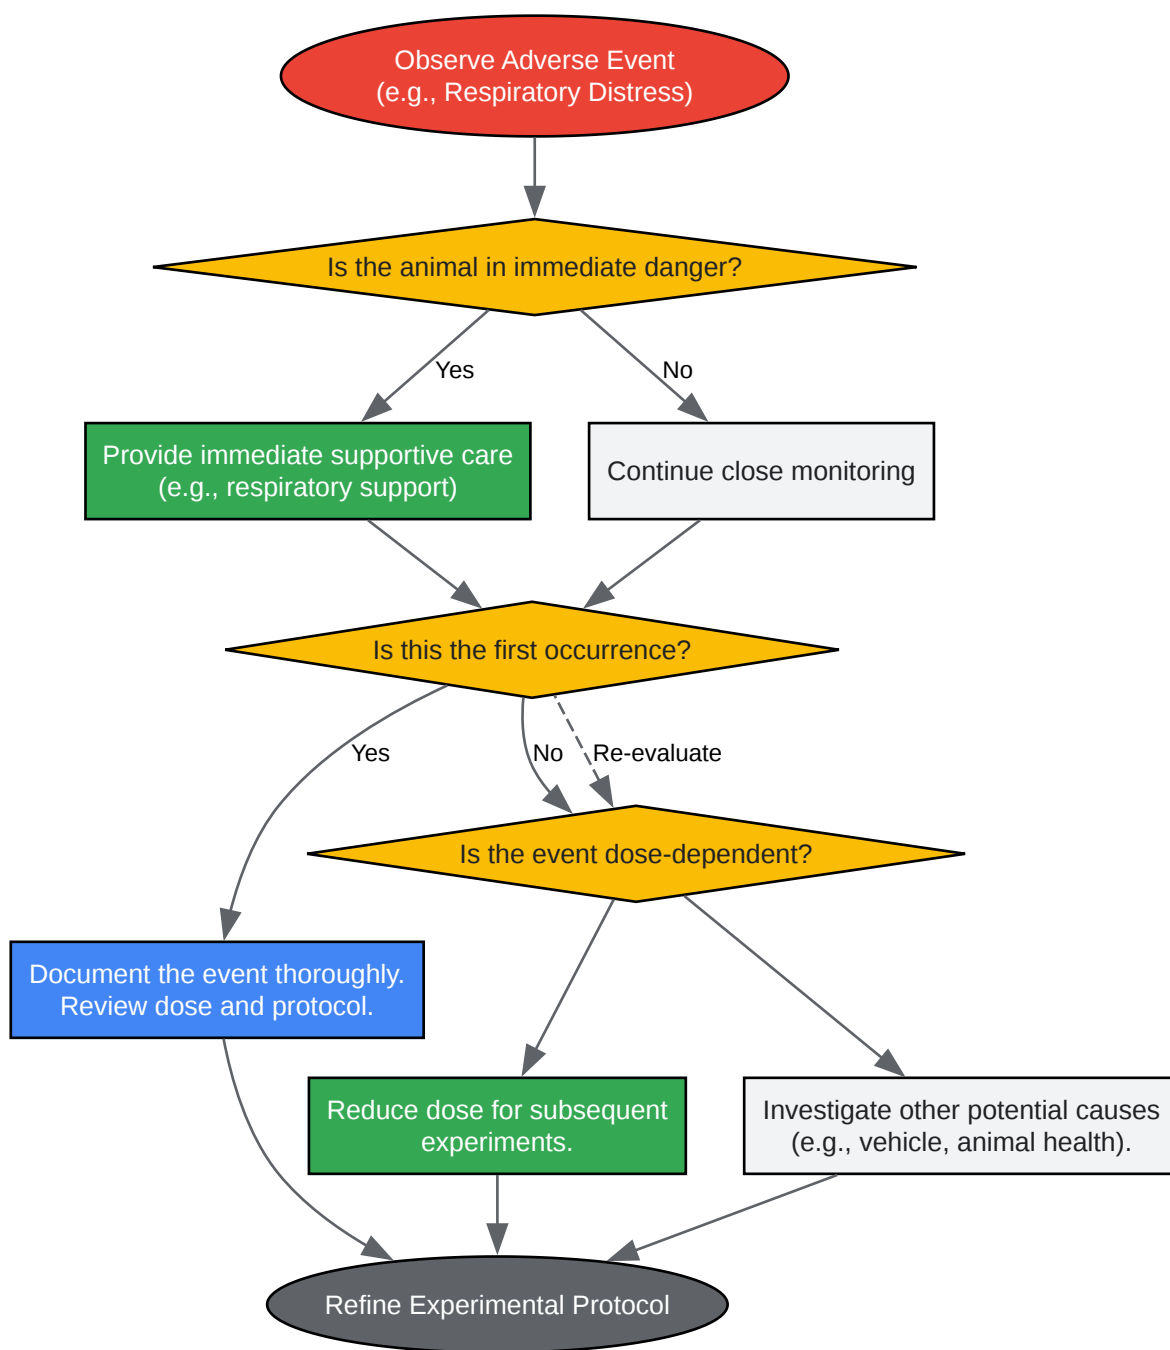 Observe Adverse Event
(e.g., Respiratory Distress)
Is the animal in immediate danger?
Yes
No
Provide immediate supportive care
(e.g., respiratory support)
Continue close monitoring
Is this the first occurrence?
Yes
No
Re-evaluate
Is the event dose-dependent?
Document the event thoroughly.
Review dose and protocol.
Reduce dose for subsequent
experiments.
Investigate other potential causes
(e.g., vehicle, animal health).
Refine Experimental Protocol